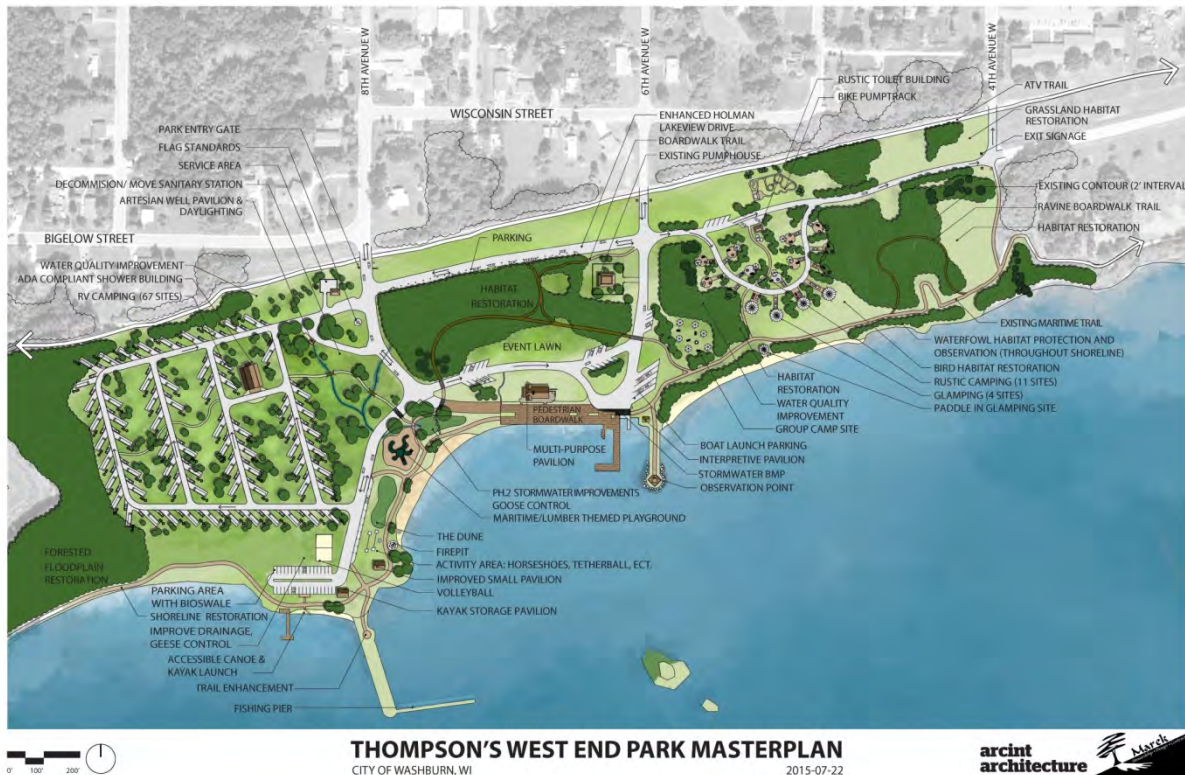 8TH AVENUE W
6TH AVENUE W
4TH AVENUE W
WISCONSIN STREET
BIGELOW STREET
PARK ENTRY GATE
FLAG STANDARDS
SERVICE AREA
DECOMMISION/ MOVE SANITARY STATION
ARTESIAN WELL PAVILION &
DAYLIGHTING
WATER QUALITY IMPROVEMENT
ADA COMPLIANT SHOWER BUILDING
RV CAMPING (67 SITES)
ENHANCED HOLMAN
LAKEVIEW DRIVE
BOARDWALK TRAIL
EXISTING PUMPHOUSE
PARKING
RUSTIC TOILET BUILDING
BIKE PUMPTRACK
ATV TRAIL
GRASSLAND HABITAT
RESTORATION
EXIT SIGNAGE
EXISTING CONTOUR (2' INTERVAL
RAVINE BOARDWALK TRAIL
HABITAT RESTORATION
HABITAT
RESTORATION
EVENT LAWN
PEDESTRIAN
BOARDWALK
MULTI-PURPOSE
PAVILION
EXISTING MARITIME TRAIL
WATERFOWL HABITAT PROTECTION AND
OBSERVATION (THROUGHOUT SHORELINE)
BIRD HABITAT RESTORATION
RUSTIC CAMPING (11 SITES)
GLAMPING (4 SITES)
PADDLE IN GLAMPING SITE
HABITAT
RESTORATION
WATER QUALITY
IMPROVEMENT
GROUP CAMP SITE
BOAT LAUNCH PARKING
INTERPRETIVE PAVILION
STORMWATER BMP
OBSERVATION POINT
PH.2 STORMWATER IMPROVEMENTS
GOOSE CONTROL
MARITIME/LUMBER THEMED PLAYGROUND
THE DUNE
FIREPIT
ACTIVITY AREA: HORSESHOES, TETHERBALL, ECT.
IMPROVED SMALL PAVILION
VOLLEYBALL
KAYAK STORAGE PAVILION
FORESTED
FLOODPLAIN
RESTORATION
PARKING AREA
WITH BIOSWALE
SHORELINE RESTORATION
IMPROVE DRAINAGE,
GEESE CONTROL
ACCESSIBLE CANOE &
KAYAK LAUNCH
TRAIL ENHANCEMENT
FISHING PIER
0' 100' 200'
THOMPSON'S WEST END PARK MASTERPLAN
CITY OF WASHBURN, WI 2015-07-22
arcint
architecture
Marek